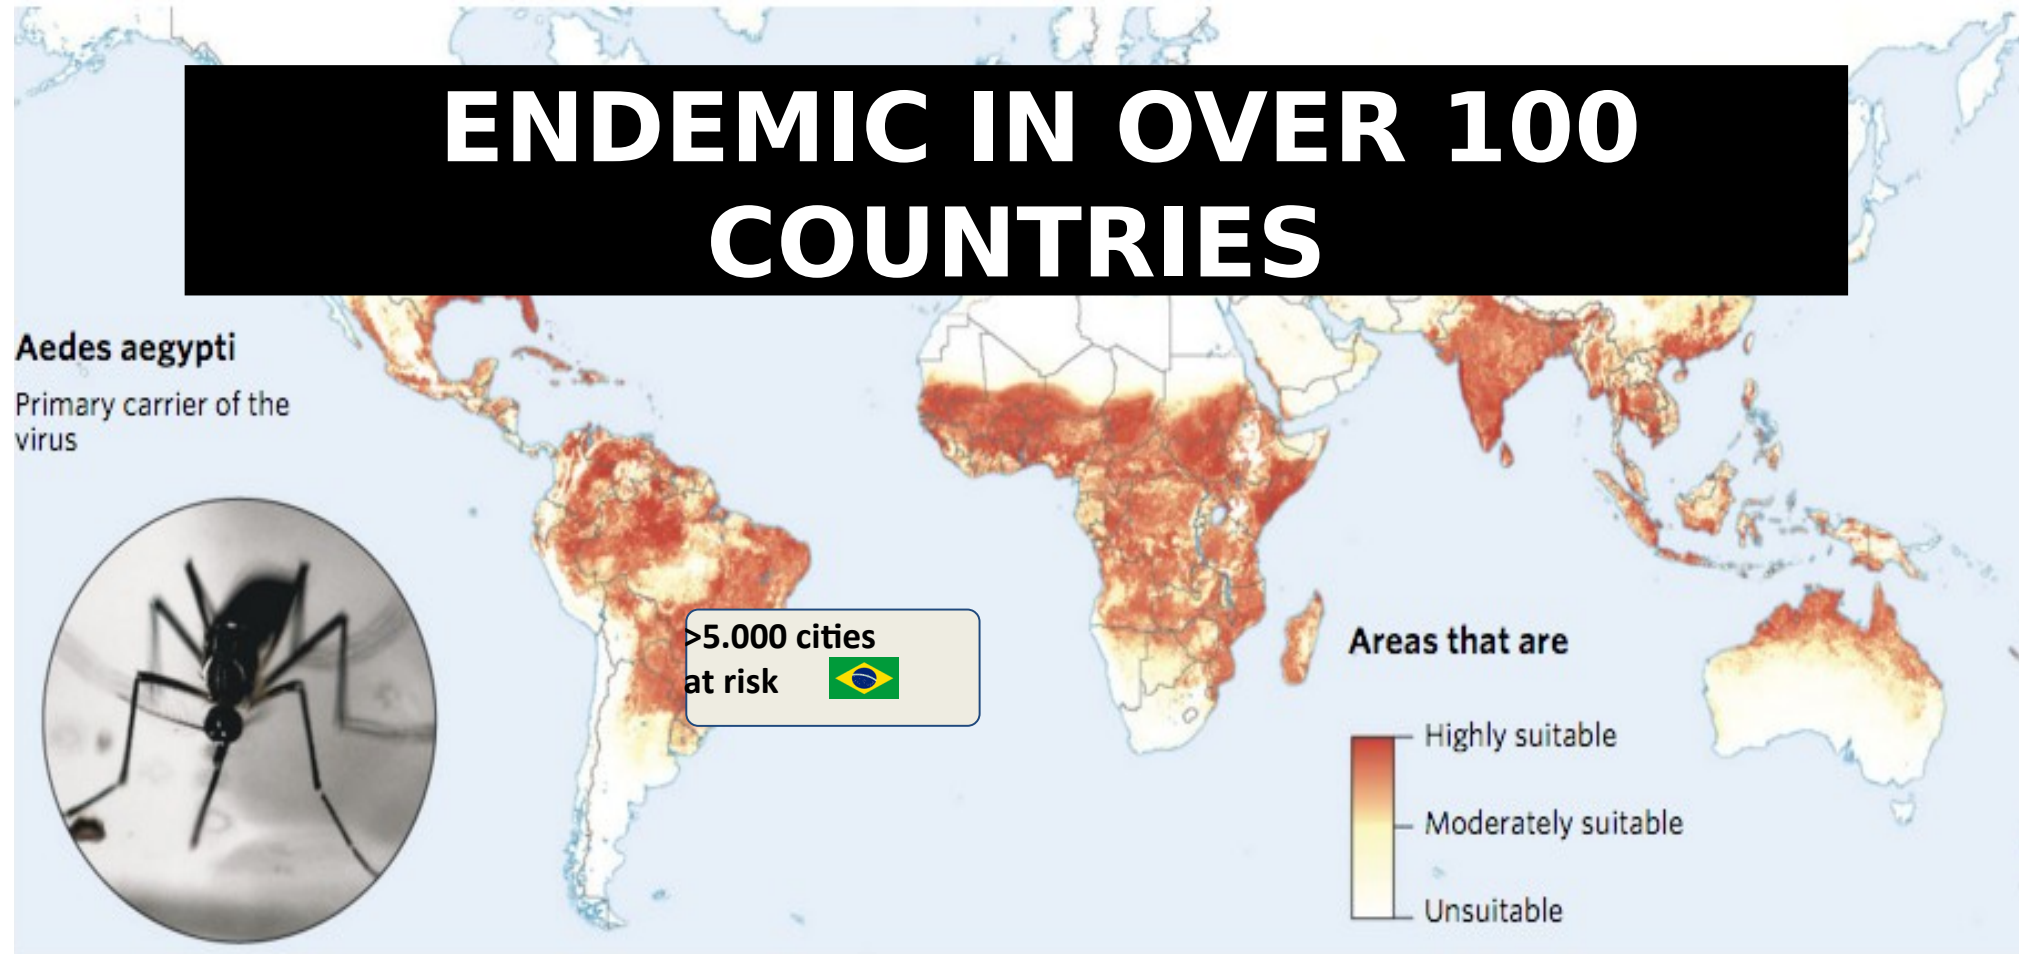 ENDEMIC IN OVER 100
COUNTRIES
Aedes aegypti
Primary carrier of the
virus
>5.000 cities
at risk
Areas that are
Highly suitable
Moderately suitable
Unsuitable